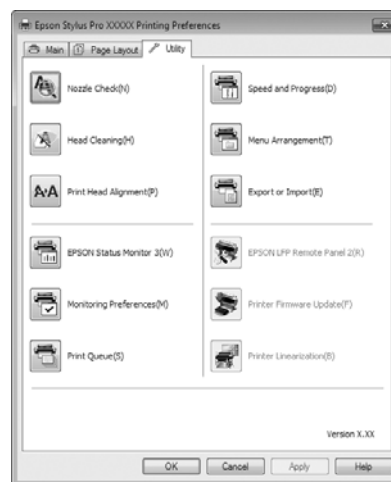 Epson Stylus Pro XXXXX Printing Preferences
Main
Page Layout
Utility
Nozzle Check(N)
Speed and Progress(D)
Head Cleaning(H)
Menu Arrangement(T)
Print Head Alignment(P)
Export or Import(E)
EPSON Status Monitor 3(W)
EPSON LFP Remote Panel 2(R)
Monitoring Preferences(M)
Printer Firmware Update(F)
Print Queue(S)
Printer Linearization(B)
Version X.XX
OK
Cancel
Apply
Help